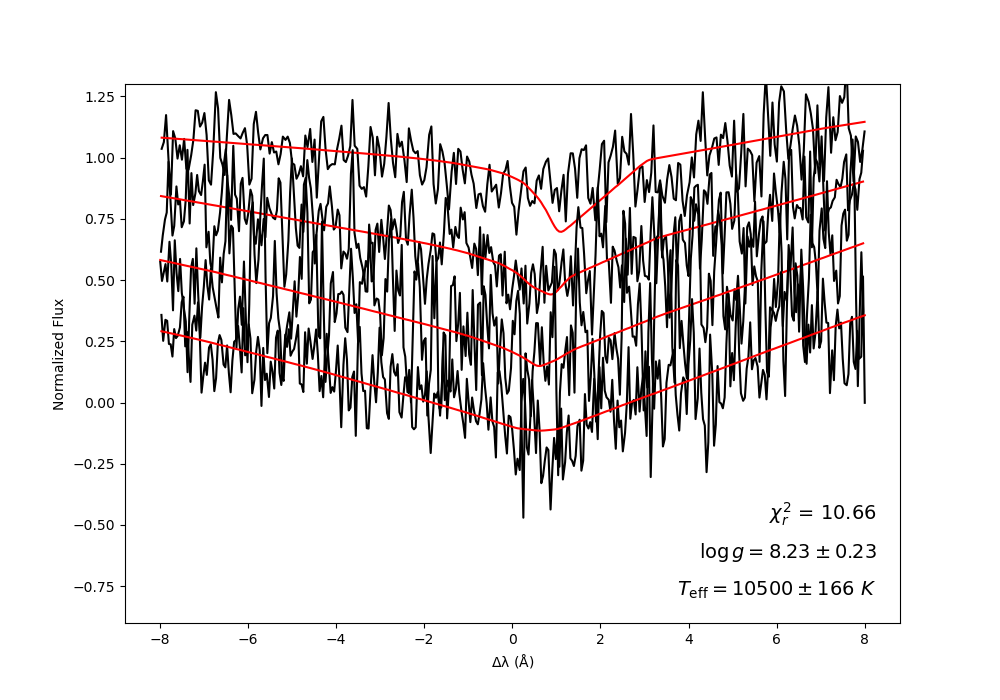 Normalized Flux
1.25
1.00
0.75
0.50
0.25
0.00
−0.25
−0.50
−0.75
χ²ᵣ = 10.66
log g = 8.23 ± 0.23
T_eff = 10500 ± 166 K
−8 −6 −4 −2 0 2 4 6 8
Δλ (Å)